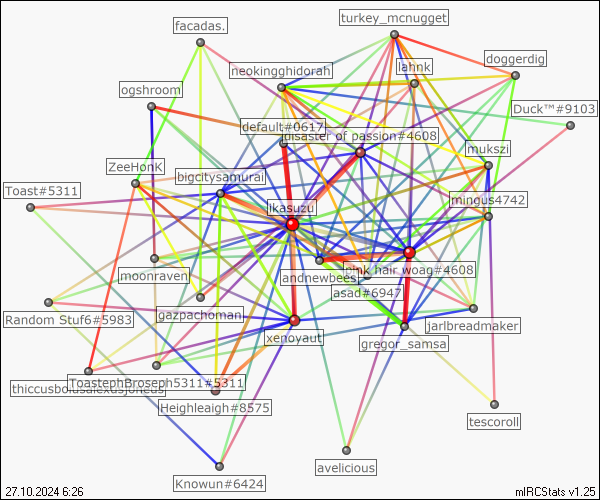 turkey_mcnugget
facadas.
doggerdig
lahnk
neokingghidorah
ogshroom
Duck™#9103
default#0617
disaster of passion#4608
mukszi
ZeeHonK
bigcitysamurai
Toast#5311
mingus4742
ikasuzu
moonraven
andnewbees
pink hair woag#4608
asad#6947
Random Stuf6#5983
gazpachoman
jarlbreadmaker
xenoyaut
gregor_samsa
ToastephBroseph5311#5311
Heighleaigh#8575
tescoroll
avelicious
Knowun#6424
27.10.2024 6:26
mIRCStats v1.25